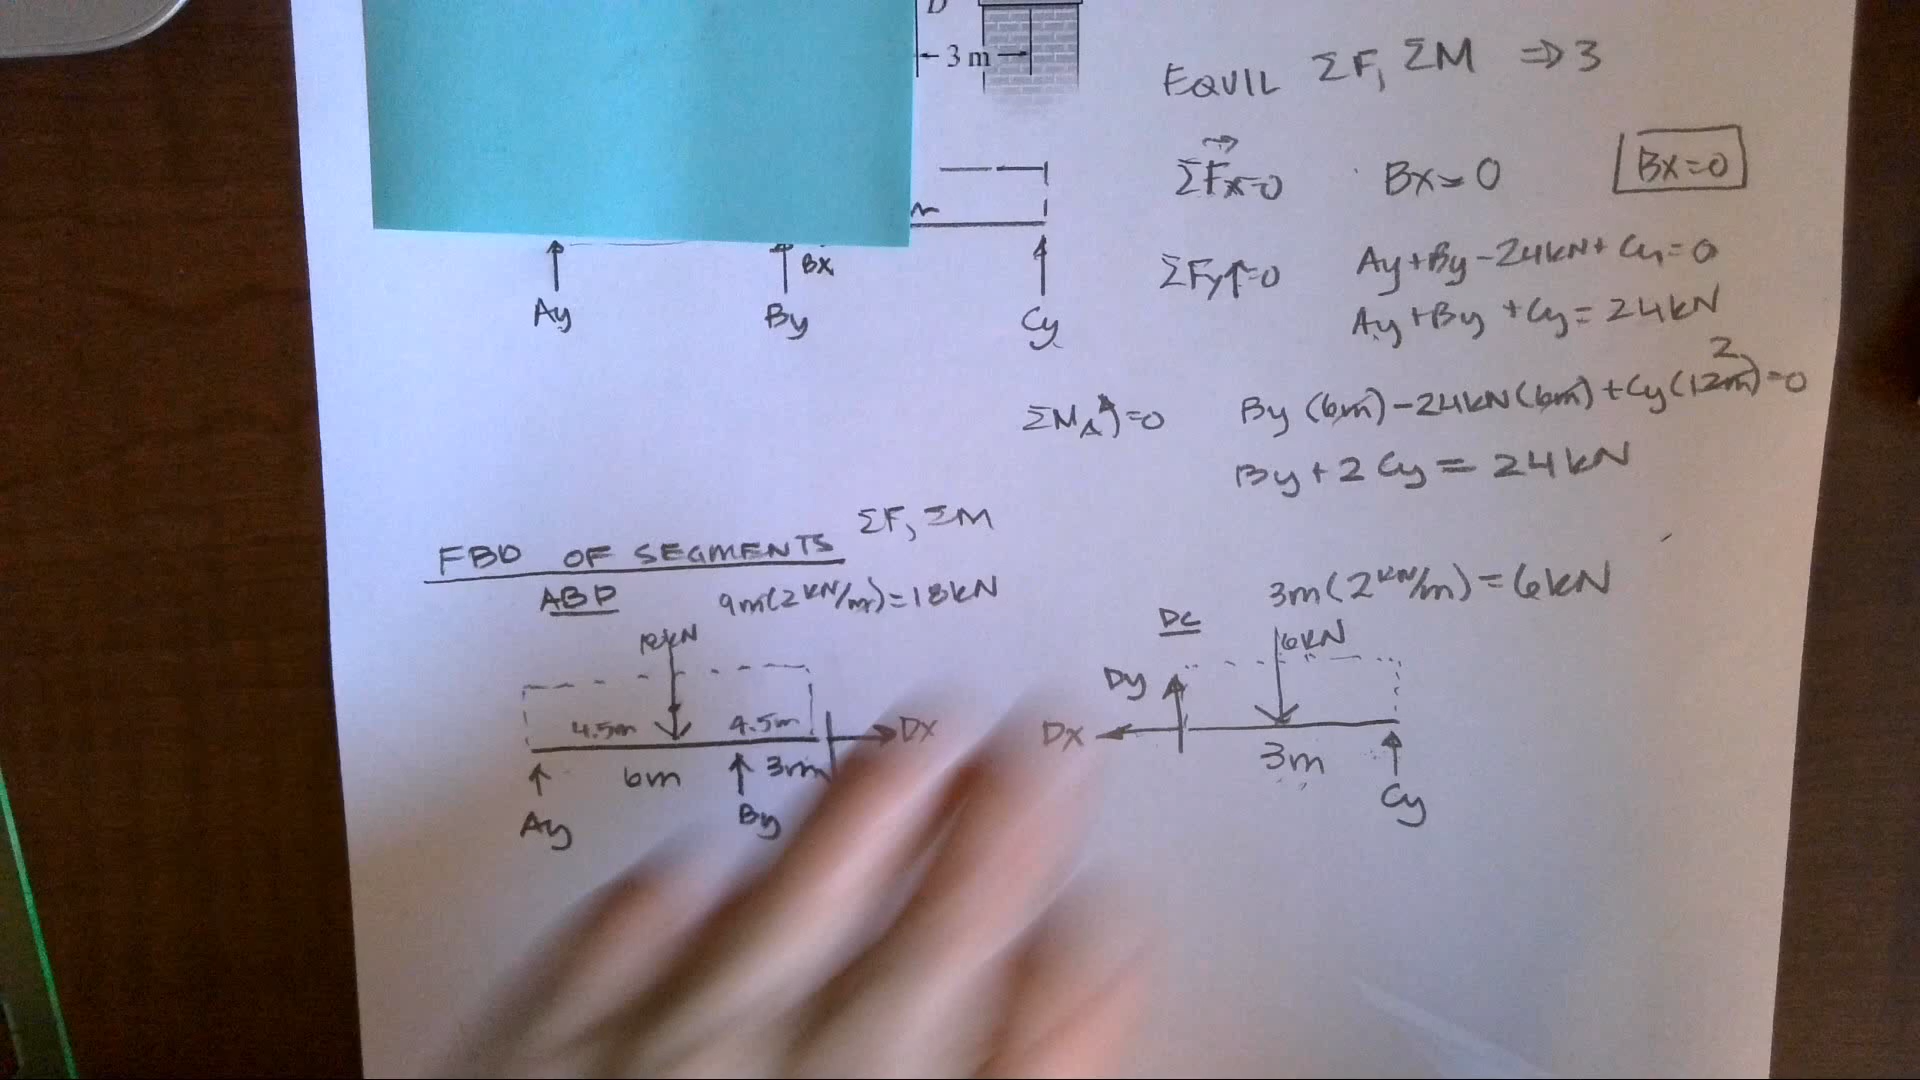 D
3 m
EQUIL ΣF, ΣM ⇒ 3
ΣFx=0 Bx=0 Bx=0
ΣFy↑=0 Ay+By-24kN+Cy=0
Ay+By+Cy=24kN
Bx
Ay By Cy
2
ΣMA=0 By(6m)-24kN(6m)+Cy(12m)=0
By+2Cy=24kN
ΣF, ΣM
FBD OF SEGMENTS
ABD 9m(2kN/m)=18kN
18kN
4.5m 4.5m Dx
6m 3m
Ay By
3m(2kN/m)=6kN
DC
6kN
Dy
Dx
3m
Cy